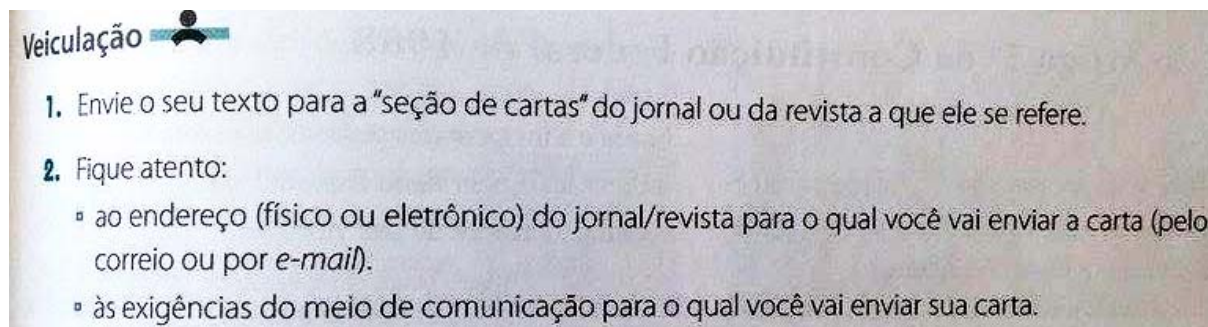 Veiculação
1. Envie o seu texto para a "seção de cartas" do jornal ou da revista a que ele se refere.
2. Fique atento:
▫ ao endereço (físico ou eletrônico) do jornal/revista para o qual você vai enviar a carta (pelo
correio ou por e-mail).
▫ às exigências do meio de comunicação para o qual você vai enviar sua carta.